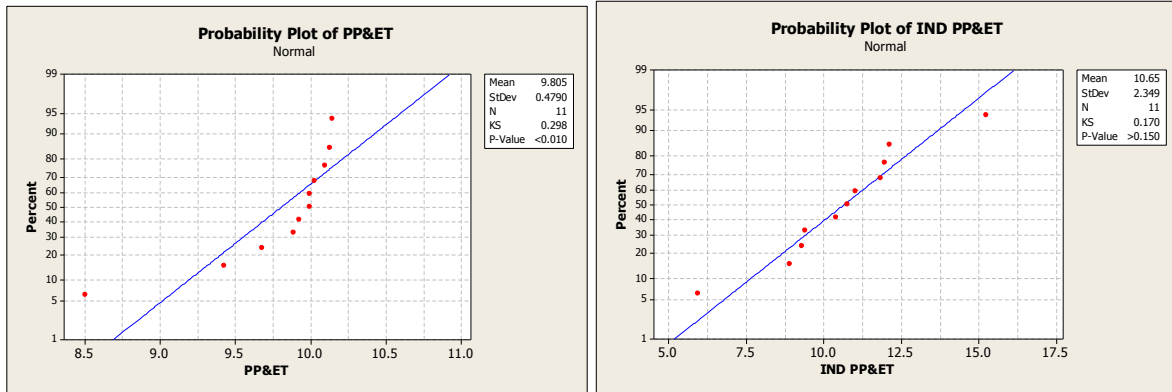 Probability Plot of PP&ET
Normal
99
95
90
80
70
60
50
40
30
20
10
5
1
Percent
8.5 9.0 9.5 10.0 10.5 11.0
PP&ET
Mean 9.805
StDev 0.4790
N 11
KS 0.298
P-Value <0.010
Probability Plot of IND PP&ET
Normal
99
95
90
80
70
60
50
40
30
20
10
5
1
Percent
5.0 7.5 10.0 12.5 15.0 17.5
IND PP&ET
Mean 10.65
StDev 2.349
N 11
KS 0.170
P-Value >0.150